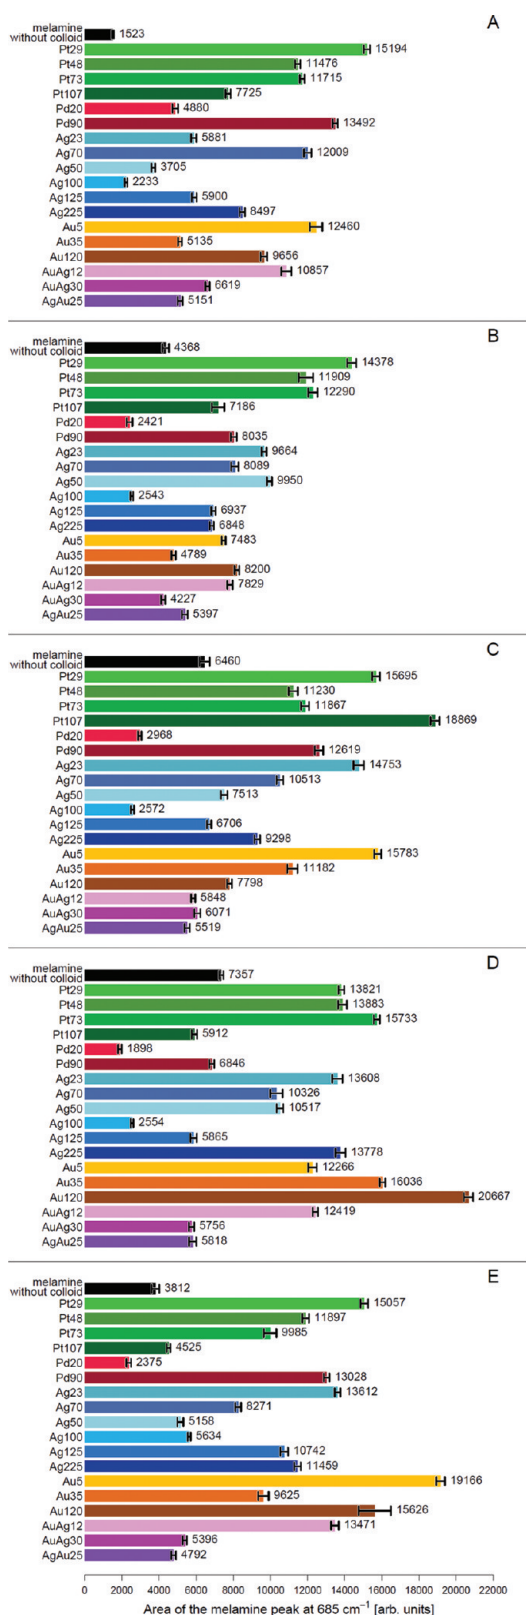 A
melamine
without colloid 1523
Pt29 15194
Pt48 11476
Pt73 11715
Pt107 7725
Pd20 4880
Pd90 13492
Ag23 5881
Ag70 12009
Ag50 3705
Ag100 2233
Ag125 5900
Ag225 8497
Au5 12460
Au35 5135
Au120 9656
AuAg12 10857
AuAg30 6619
AgAu25 5151
B
melamine
without colloid 4368
Pt29 14378
Pt48 11909
Pt73 12290
Pt107 7186
Pd20 2421
Pd90 8035
Ag23 9664
Ag70 8089
Ag50 9950
Ag100 2543
Ag125 6937
Ag225 6848
Au5 7483
Au35 4789
Au120 8200
AuAg12 7829
AuAg30 4227
AgAu25 5397
C
melamine
without colloid 6460
Pt29 15695
Pt48 11230
Pt73 11867
Pt107 18869
Pd20 2968
Pd90 12619
Ag23 14753
Ag70 10513
Ag50 7513
Ag100 2572
Ag125 6706
Ag225 9298
Au5 15783
Au35 11182
Au120 7798
AuAg12 5848
AuAg30 6071
AgAu25 5519
D
melamine
without colloid 7357
Pt29 13821
Pt48 13883
Pt73 15733
Pt107 5912
Pd20 1898
Pd90 6846
Ag23 13608
Ag70 10326
Ag50 10517
Ag100 2554
Ag125 5865
Ag225 13778
Au5 12266
Au35 16036
Au120 20667
AuAg12 12419
AuAg30 5756
AgAu25 5818
E
melamine
without colloid 3812
Pt29 15057
Pt48 11897
Pt73 9985
Pt107 4525
Pd20 2375
Pd90 13028
Ag23 13612
Ag70 8271
Ag50 5158
Ag100 5634
Ag125 10742
Ag225 11459
Au5 19166
Au35 9625
Au120 15626
AuAg12 13471
AuAg30 5396
AgAu25 4792
0 2000 4000 6000 8000 10000 12000 14000 16000 18000 20000 22000
Area of the melamine peak at 685 cm⁻¹ [arb. units]